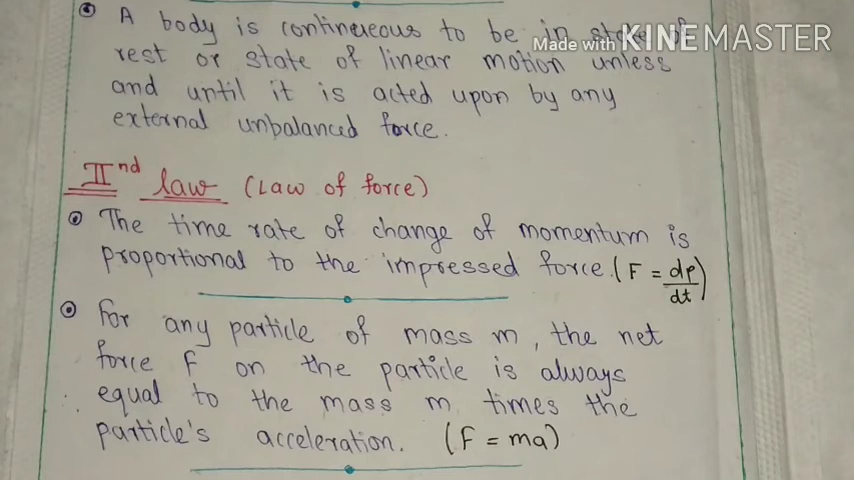 A body is continueous to be in state of
Made with KINEMASTER
rest or state of linear motion unless
and until it is acted upon by any
external unbalanced force.
IInd law (Law of force)
The time rate of change of momentum is
proportional to the impressed force. (F = dp/dt)
For any particle of mass m, the net
force F on the particle is always
equal to the mass m times the
particle's acceleration. (F = ma)